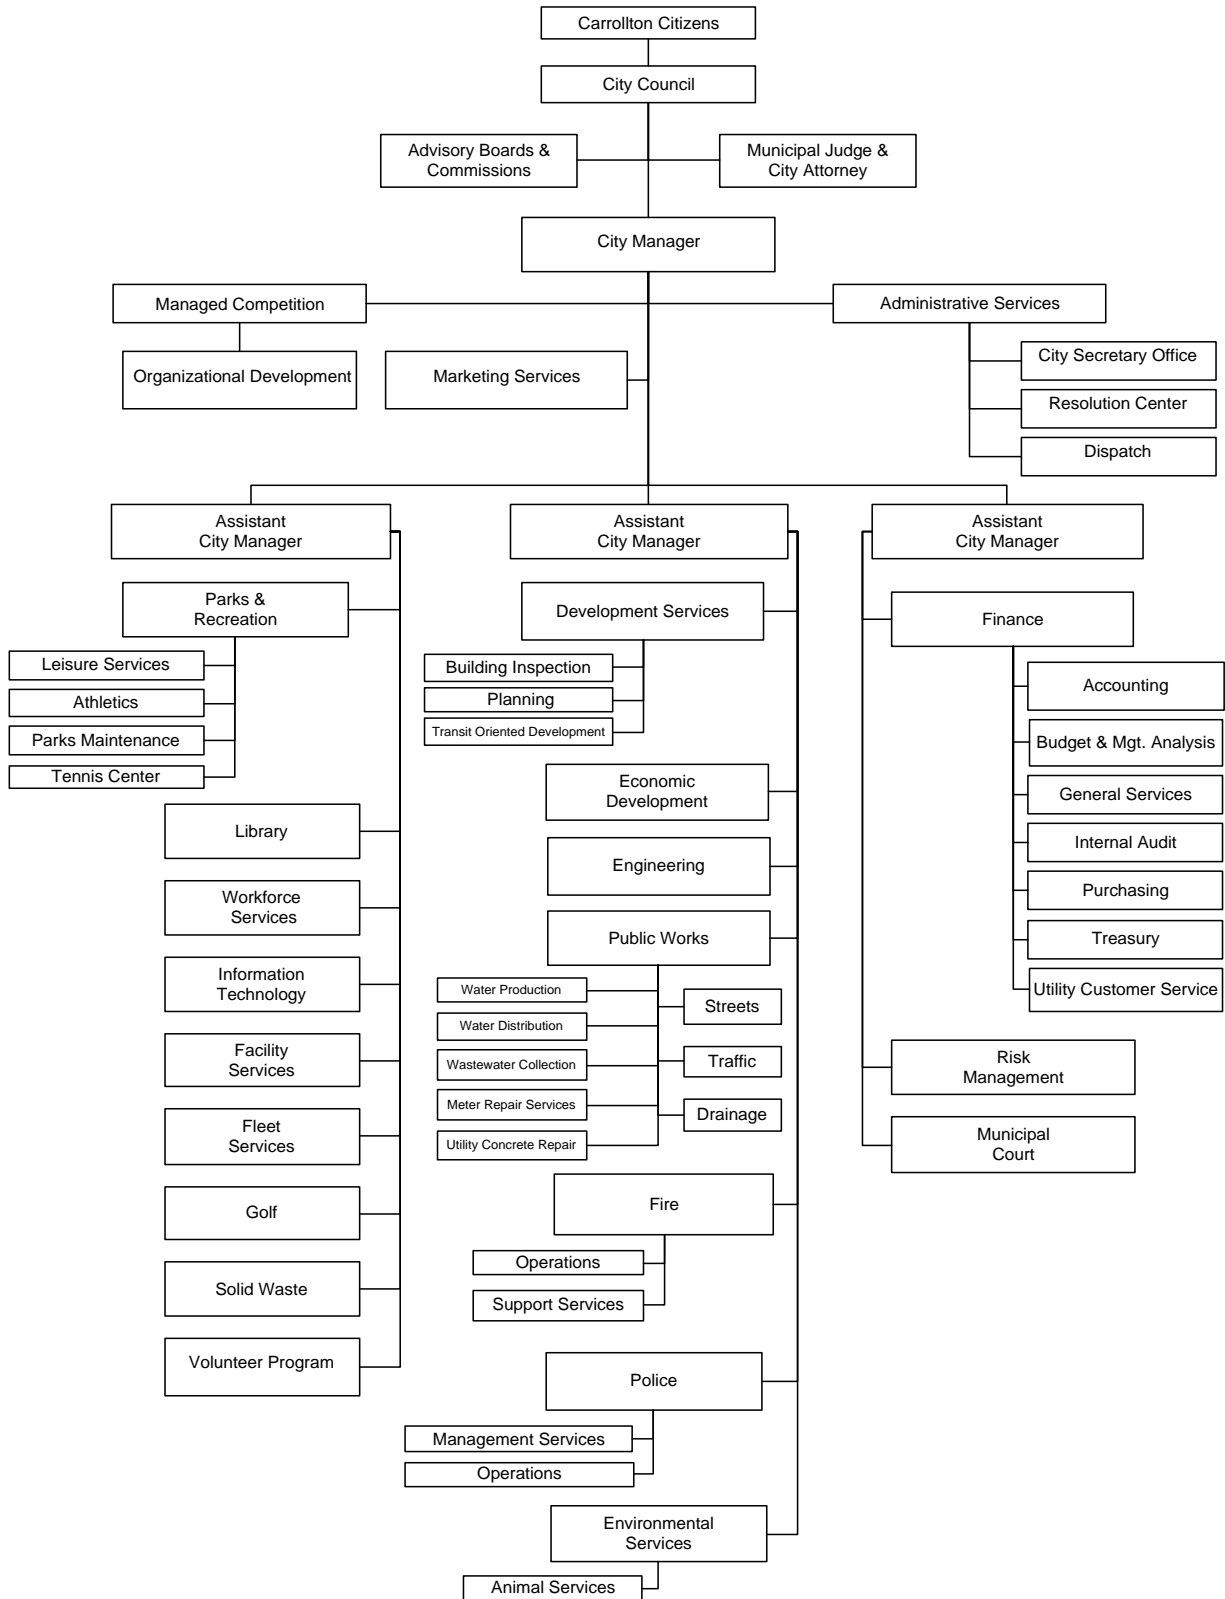 Carrollton Citizens
City Council
Advisory Boards &
Commissions
Municipal Judge &
City Attorney
City Manager
Managed Competition
Administrative Services
Organizational Development
Marketing Services
City Secretary Office
Resolution Center
Dispatch
Assistant
City Manager
Parks &
Recreation
Leisure Services
Athletics
Parks Maintenance
Tennis Center
Library
Workforce
Services
Information
Technology
Facility
Services
Fleet
Services
Golf
Solid Waste
Volunteer Program
Assistant
City Manager
Development Services
Building Inspection
Planning
Transit Oriented Development
Economic
Development
Engineering
Public Works
Water Production
Water Distribution
Wastewater Collection
Meter Repair Services
Utility Concrete Repair
Streets
Traffic
Drainage
Fire
Operations
Support Services
Police
Management Services
Operations
Environmental
Services
Animal Services
Assistant
City Manager
Finance
Accounting
Budget & Mgt. Analysis
General Services
Internal Audit
Purchasing
Treasury
Utility Customer Service
Risk
Management
Municipal
Court